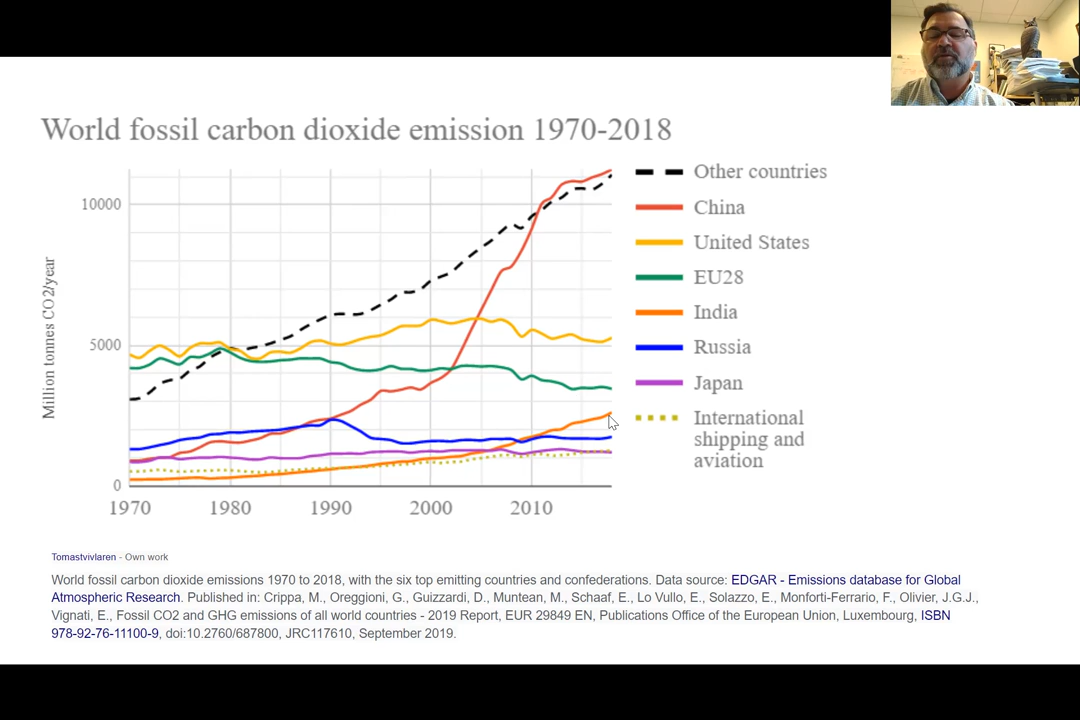 World fossil carbon dioxide emission 1970-2018
Million tonnes CO2/year
10000
5000
0
1970
1980
1990
2000
2010
Other countries
China
United States
EU28
India
Russia
Japan
International
shipping and
aviation
Tomastvivlaren - Own work
World fossil carbon dioxide emissions 1970 to 2018, with the six top emitting countries and confederations. Data source: EDGAR - Emissions database for Global
Atmospheric Research. Published in: Crippa, M., Oreggioni, G., Guizzardi, D., Muntean, M., Schaaf, E., Lo Vullo, E., Solazzo, E., Monforti-Ferrario, F., Olivier, J.G.J.,
Vignati, E., Fossil CO2 and GHG emissions of all world countries - 2019 Report, EUR 29849 EN, Publications Office of the European Union, Luxembourg, ISBN
978-92-76-11100-9, doi:10.2760/687800, JRC117610, September 2019.